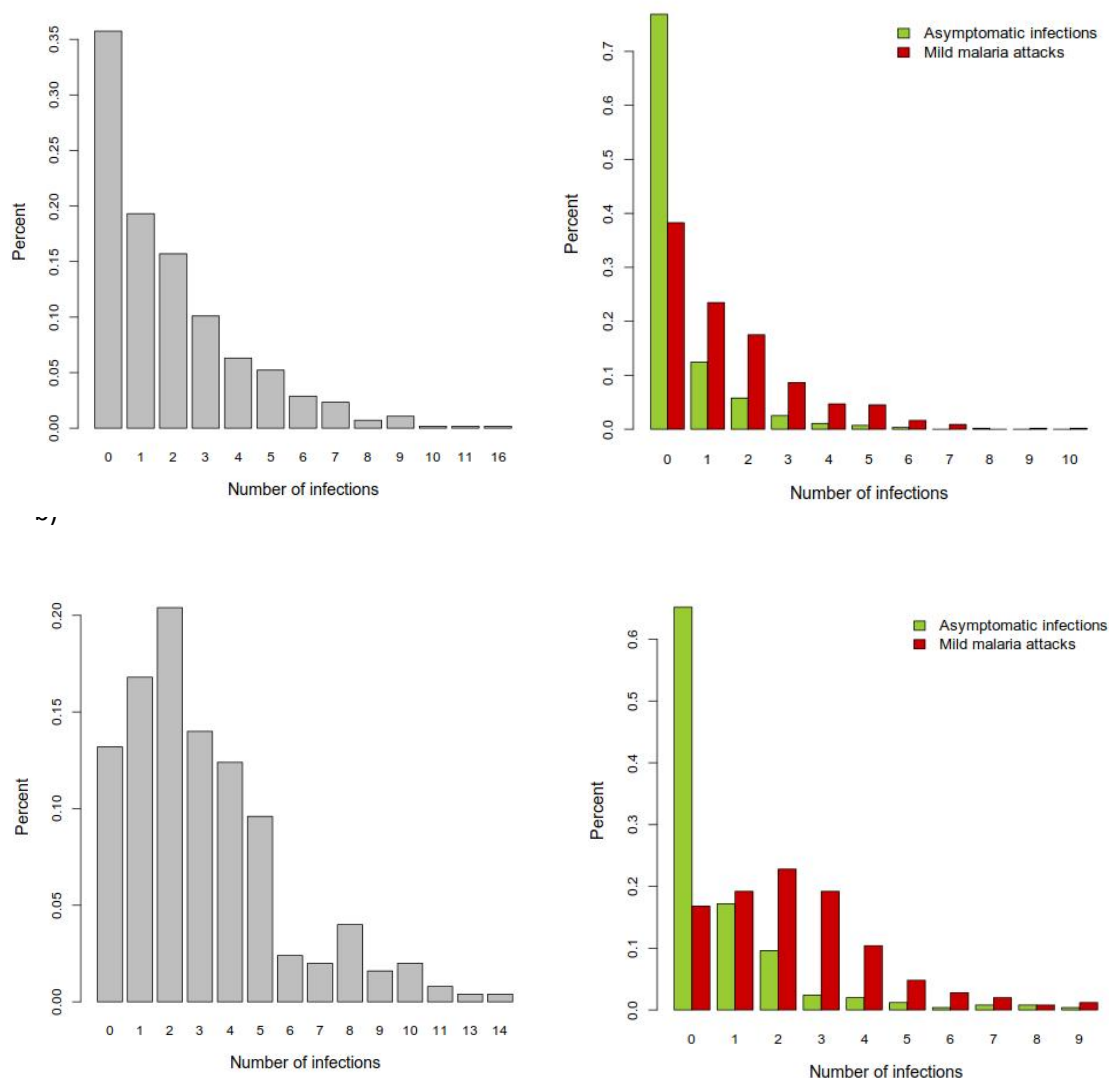 0.35
0.30
0.25
0.20
0.15
0.10
0.05
0.00
Percent
0 1 2 3 4 5 6 7 8 9 10 11 16
Number of infections
Asymptomatic infections
Mild malaria attacks
0.7
0.6
0.5
0.4
0.3
0.2
0.1
0.0
Percent
0 1 2 3 4 5 6 7 8 9 10
Number of infections
0.20
0.15
0.10
0.05
0.00
Percent
0 1 2 3 4 5 6 7 8 9 10 11 13 14
Number of infections
Asymptomatic infections
Mild malaria attacks
0.6
0.5
0.4
0.3
0.2
0.1
0.0
Percent
0 1 2 3 4 5 6 7 8 9
Number of infections